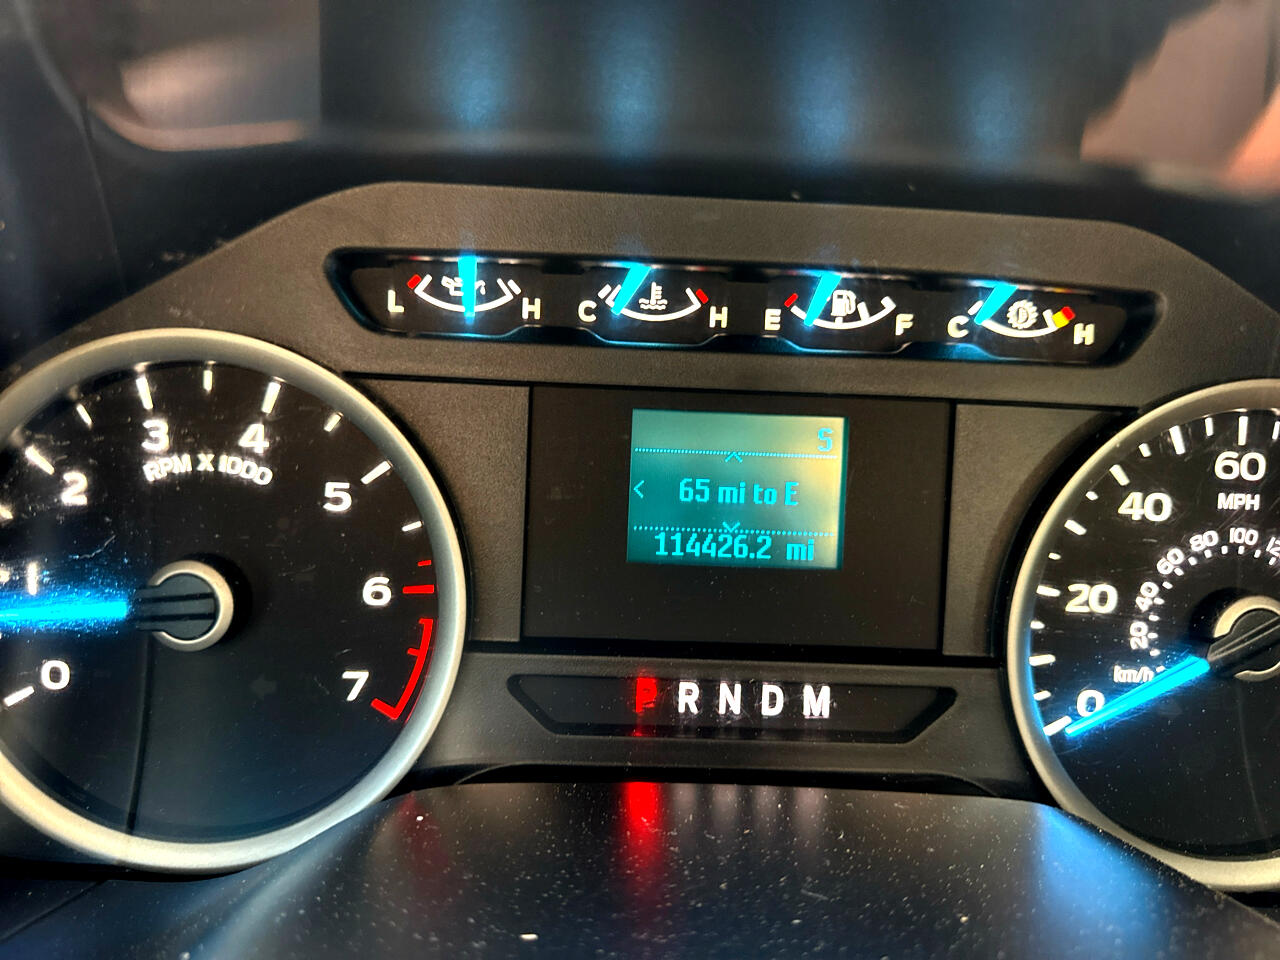 L H C H E F C H
S
< 65 mi to E
114426.2 mi
P R N D M
0 1 2 3 4 5 6 7
RPM X 1000
0 20 40 60
MPH
20 40 60 80 100
km/h